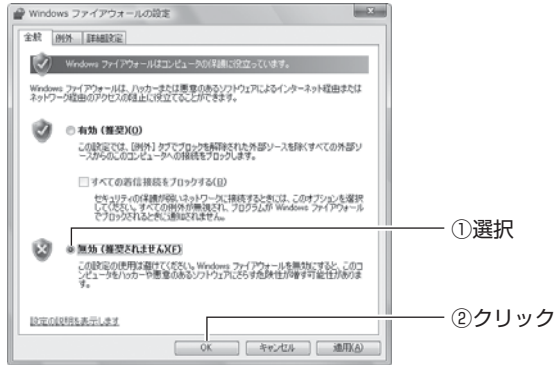 Windows ファイアウォールの設定
全般 例外 詳細設定
Windows ファイアウォールはコンピュータの保護に役立っています。
Windows ファイアウォールは、ハッカーまたは悪意のあるソフトウェアによるインターネット経由または
ネットワーク経由のアクセスの阻止に役立てることができます。
有効 (推奨)(O)
この設定では、[例外] タブでブロックを解除された外部ソースを除くすべての外部ソ
ースからのこのコンピュータへの接続をブロックします。
すべての着信接続をブロックする(B)
セキュリティの保護が弱いネットワークに接続するときには、このオプションを選択
してください。すべての例外が無視され、プログラムが Windows ファイアウォール
でブロックされるときに通知されません。
①選択
無効 (推奨されません)(F)
この設定の使用は避けてください。Windows ファイアウォールを無効にすると、このコ
ンピュータをハッカーや悪意のあるソフトウェアにさらす危険性が増す可能性がありま
す。
設定の説明を表示します
②クリック
OK キャンセル 適用(A)